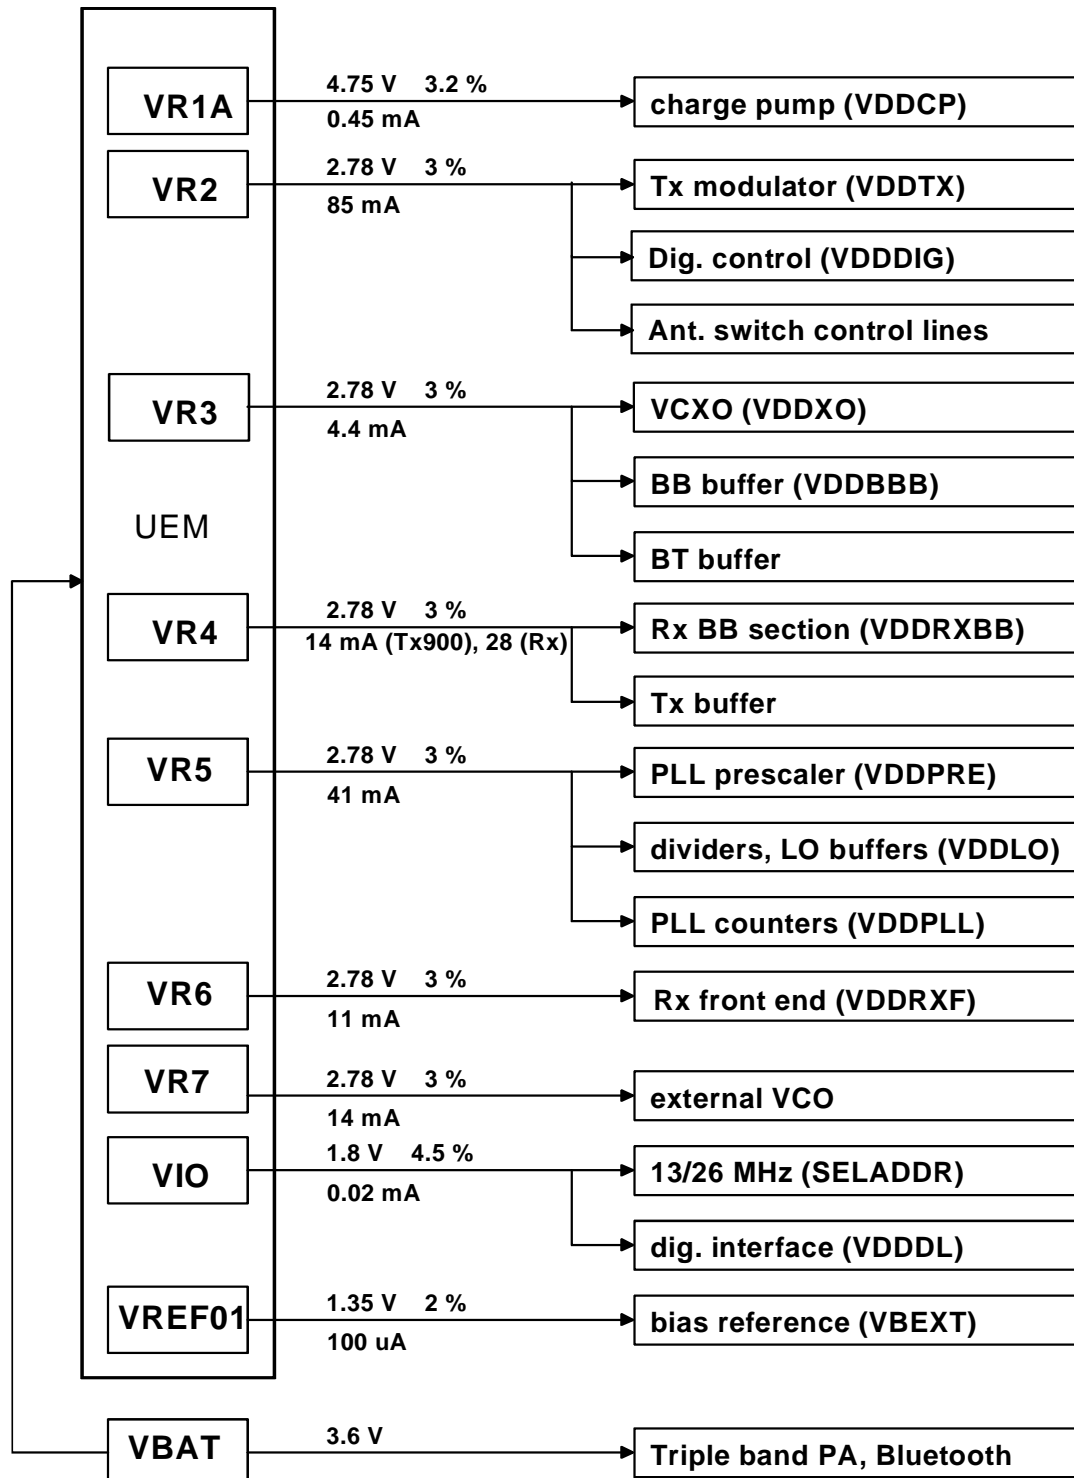 VR1A
4.75 V 3.2 %
0.45 mA
charge pump (VDDCP)
VR2
2.78 V 3 %
85 mA
Tx modulator (VDDTX)
Dig. control (VDDDIG)
Ant. switch control lines
VR3
2.78 V 3 %
4.4 mA
VCXO (VDDXO)
BB buffer (VDDBBB)
BT buffer
UEM
VR4
2.78 V 3 %
14 mA (Tx900), 28 (Rx)
Rx BB section (VDDRXBB)
Tx buffer
VR5
2.78 V 3 %
41 mA
PLL prescaler (VDDPRE)
dividers, LO buffers (VDDLO)
PLL counters (VDDPLL)
VR6
2.78 V 3 %
11 mA
Rx front end (VDDRXF)
VR7
2.78 V 3 %
14 mA
external VCO
VIO
1.8 V 4.5 %
0.02 mA
13/26 MHz (SELADDR)
dig. interface (VDDDL)
VREF01
1.35 V 2 %
100 uA
bias reference (VBEXT)
VBAT
3.6 V
Triple band PA, Bluetooth